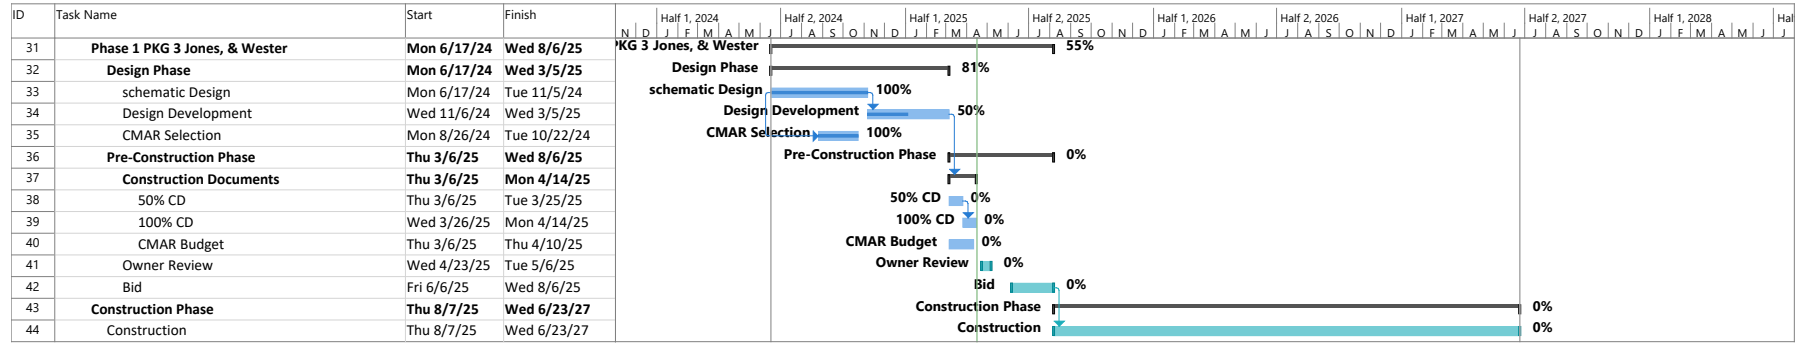 ID Task Name Start Finish Half 1, 2024 Half 2, 2024 Half 1, 2025 Half 2, 2025 Half 1, 2026 Half 2, 2026 Half 1, 2027 Half 2, 2027 Half 1, 2028 Hal
N D J F M A M J J A S O N D J F M A M J J A S O N D J F M A M J J A S O N D J F M A M J J A S O N D J F M A M J J
31 Phase 1 PKG 3 Jones, & Wester Mon 6/17/24 Wed 8/6/25 PKG 3 Jones, & Wester 55%
32 Design Phase Mon 6/17/24 Wed 3/5/25 Design Phase 81%
33 schematic Design Mon 6/17/24 Tue 11/5/24 schematic Design 100%
34 Design Development Wed 11/6/24 Wed 3/5/25 Design Development 50%
35 CMAR Selection Mon 8/26/24 Tue 10/22/24 CMAR Selection 100%
36 Pre-Construction Phase Thu 3/6/25 Wed 8/6/25 Pre-Construction Phase 0%
37 Construction Documents Thu 3/6/25 Mon 4/14/25
38 50% CD Thu 3/6/25 Tue 3/25/25 50% CD 0%
39 100% CD Wed 3/26/25 Mon 4/14/25 100% CD 0%
40 CMAR Budget Thu 3/6/25 Thu 4/10/25 CMAR Budget 0%
41 Owner Review Wed 4/23/25 Tue 5/6/25 Owner Review 0%
42 Bid Fri 6/6/25 Wed 8/6/25 Bid 0%
43 Construction Phase Thu 8/7/25 Wed 6/23/27 Construction Phase 0%
44 Construction Thu 8/7/25 Wed 6/23/27 Construction 0%